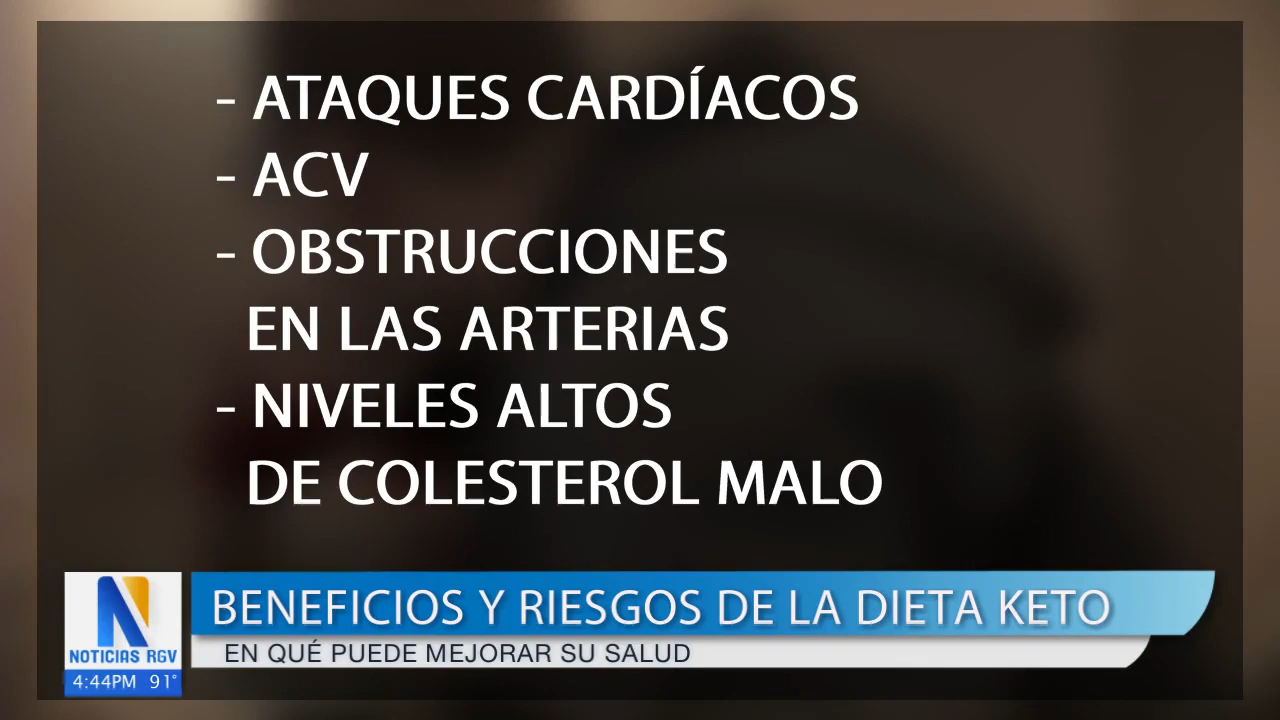 - ATAQUES CARDÍACOS
- ACV
- OBSTRUCCIONES
EN LAS ARTERIAS
- NIVELES ALTOS
DE COLESTEROL MALO
BENEFICIOS Y RIESGOS DE LA DIETA KETO
EN QUÉ PUEDE MEJORAR SU SALUD
N
NOTICIAS RGV
4:44PM 91°